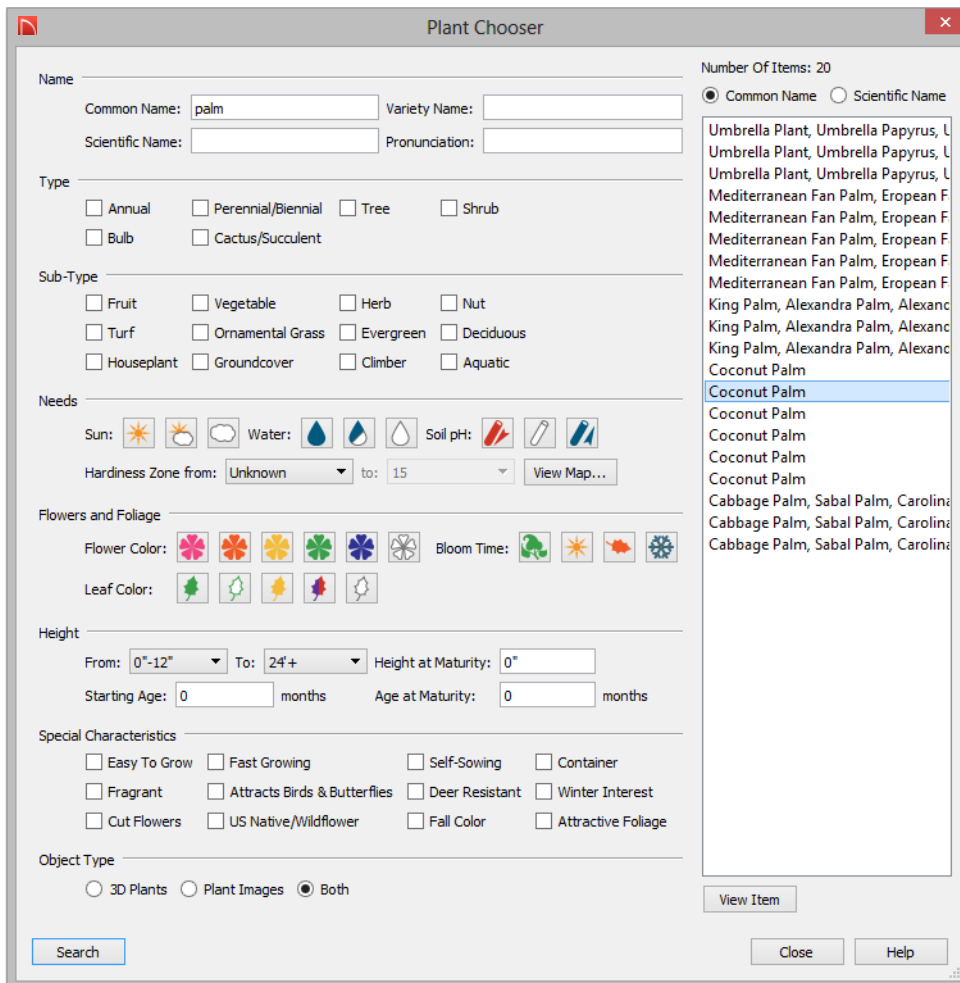 Plant Chooser
Name
Common Name: palm Variety Name:
Scientific Name: Pronunciation:
Type
Annual Perennial/Biennial Tree Shrub
Bulb Cactus/Succulent
Sub-Type
Fruit Vegetable Herb Nut
Turf Ornamental Grass Evergreen Deciduous
Houseplant Groundcover Climber Aquatic
Needs
Sun: Water: Soil pH:
Hardiness Zone from: Unknown to: 15 View Map...
Flowers and Foliage
Flower Color: Bloom Time:
Leaf Color:
Height
From: 0"-12" To: 24'+ Height at Maturity: 0"
Starting Age: 0 months Age at Maturity: 0 months
Special Characteristics
Easy To Grow Fast Growing Self-Sowing Container
Fragrant Attracts Birds & Butterflies Deer Resistant Winter Interest
Cut Flowers US Native/Wildflower Fall Color Attractive Foliage
Object Type
3D Plants Plant Images Both
Search
Number Of Items: 20
Common Name Scientific Name
Umbrella Plant, Umbrella Papyrus, U
Umbrella Plant, Umbrella Papyrus, U
Umbrella Plant, Umbrella Papyrus, U
Mediterranean Fan Palm, Eropean F
Mediterranean Fan Palm, Eropean F
Mediterranean Fan Palm, Eropean F
Mediterranean Fan Palm, Eropean F
Mediterranean Fan Palm, Eropean F
King Palm, Alexandra Palm, Alexand
King Palm, Alexandra Palm, Alexand
King Palm, Alexandra Palm, Alexand
Coconut Palm
Coconut Palm
Coconut Palm
Coconut Palm
Coconut Palm
Coconut Palm
Cabbage Palm, Sabal Palm, Carolina
Cabbage Palm, Sabal Palm, Carolina
Cabbage Palm, Sabal Palm, Carolina
View Item
Close Help